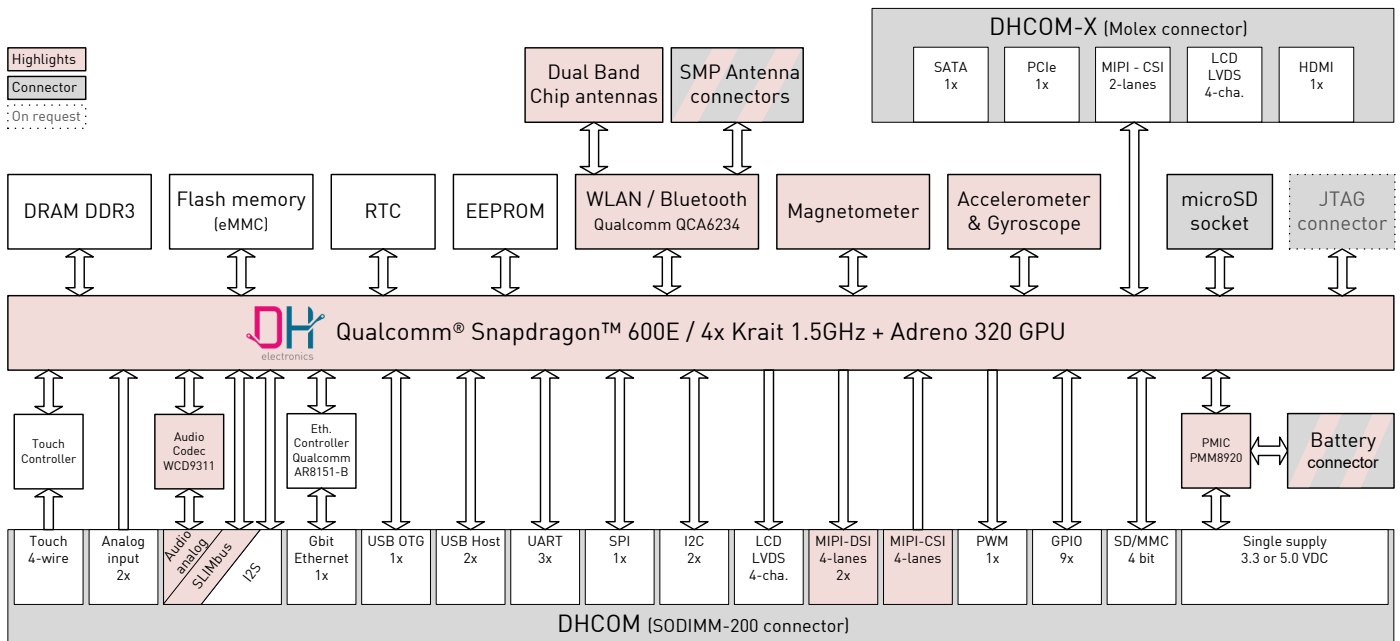 DHCOM-X (Molex connector)
SATA
1x
PCIe
1x
MIPI - CSI
2-lanes
LCD
LVDS
4-cha.
HDMI
1x
Highlights
Connector
On request
Dual Band
Chip antennas
SMP Antenna
connectors
DRAM DDR3
Flash memory
(eMMC)
RTC
EEPROM
WLAN / Bluetooth
Qualcomm QCA6234
Magnetometer
Accelerometer
& Gyroscope
microSD
socket
JTAG
connector
DH
electronics
Qualcomm® Snapdragon™ 600E / 4x Krait 1.5GHz + Adreno 320 GPU
Touch
Controller
Audio
Codec
WCD9311
Eth.
Controller
Qualcomm
AR8151-B
PMIC
PMM8920
Battery
connector
Touch
4-wire
Analog
input
2x
Audio
analog
SLIMbus
I2S
Gbit
Ethernet
1x
USB OTG
1x
USB Host
2x
UART
3x
SPI
1x
I2C
2x
LCD
LVDS
4-cha.
MIPI-DSI
4-lanes
2x
MIPI-CSI
4-lanes
PWM
1x
GPIO
9x
SD/MMC
4 bit
Single supply
3.3 or 5.0 VDC
DHCOM (SODIMM-200 connector)